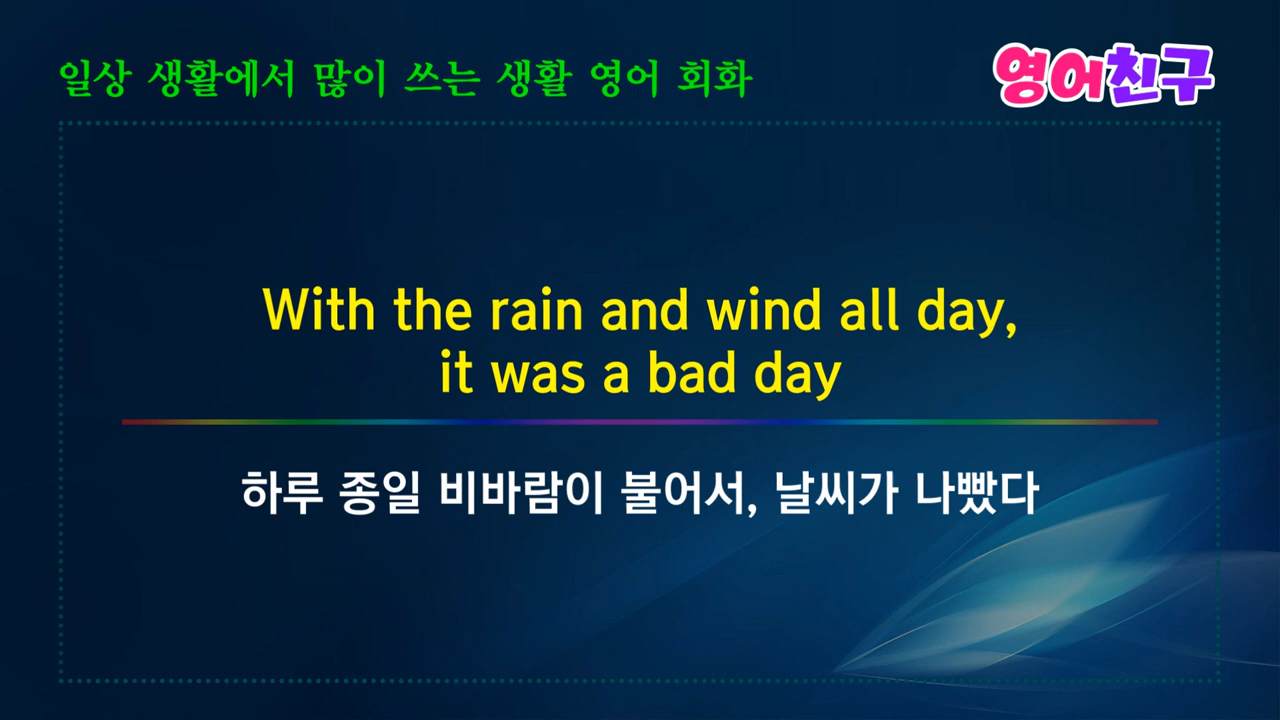 일상 생활에서 많이 쓰는 생활 영어 회화
영어친구
With the rain and wind all day,
it was a bad day
하루 종일 비바람이 불어서, 날씨가 나빴다